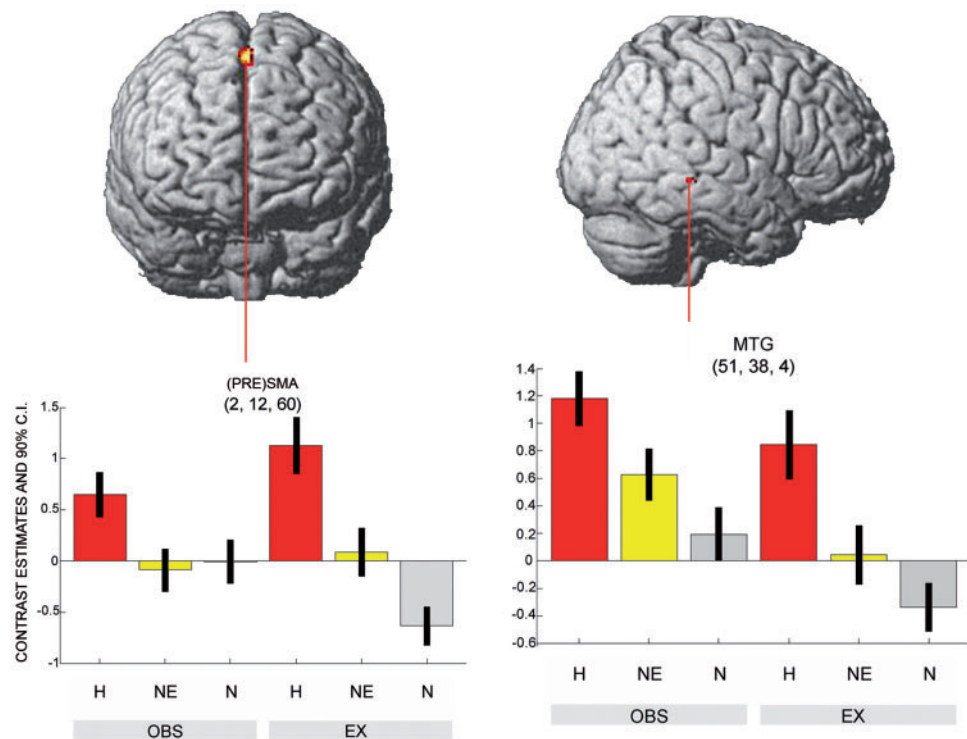 (PRE)SMA
(2, 12, 60)
CONTRAST ESTIMATES AND 90% C.I.
1.5
1
0.5
0
-0.5
-1
H NE N H NE N
OBS EX
MTG
(51, 38, 4)
1.4
1.2
1
0.8
0.6
0.4
0.2
0
-0.2
-0.4
-0.6
H NE N H NE N
OBS EX